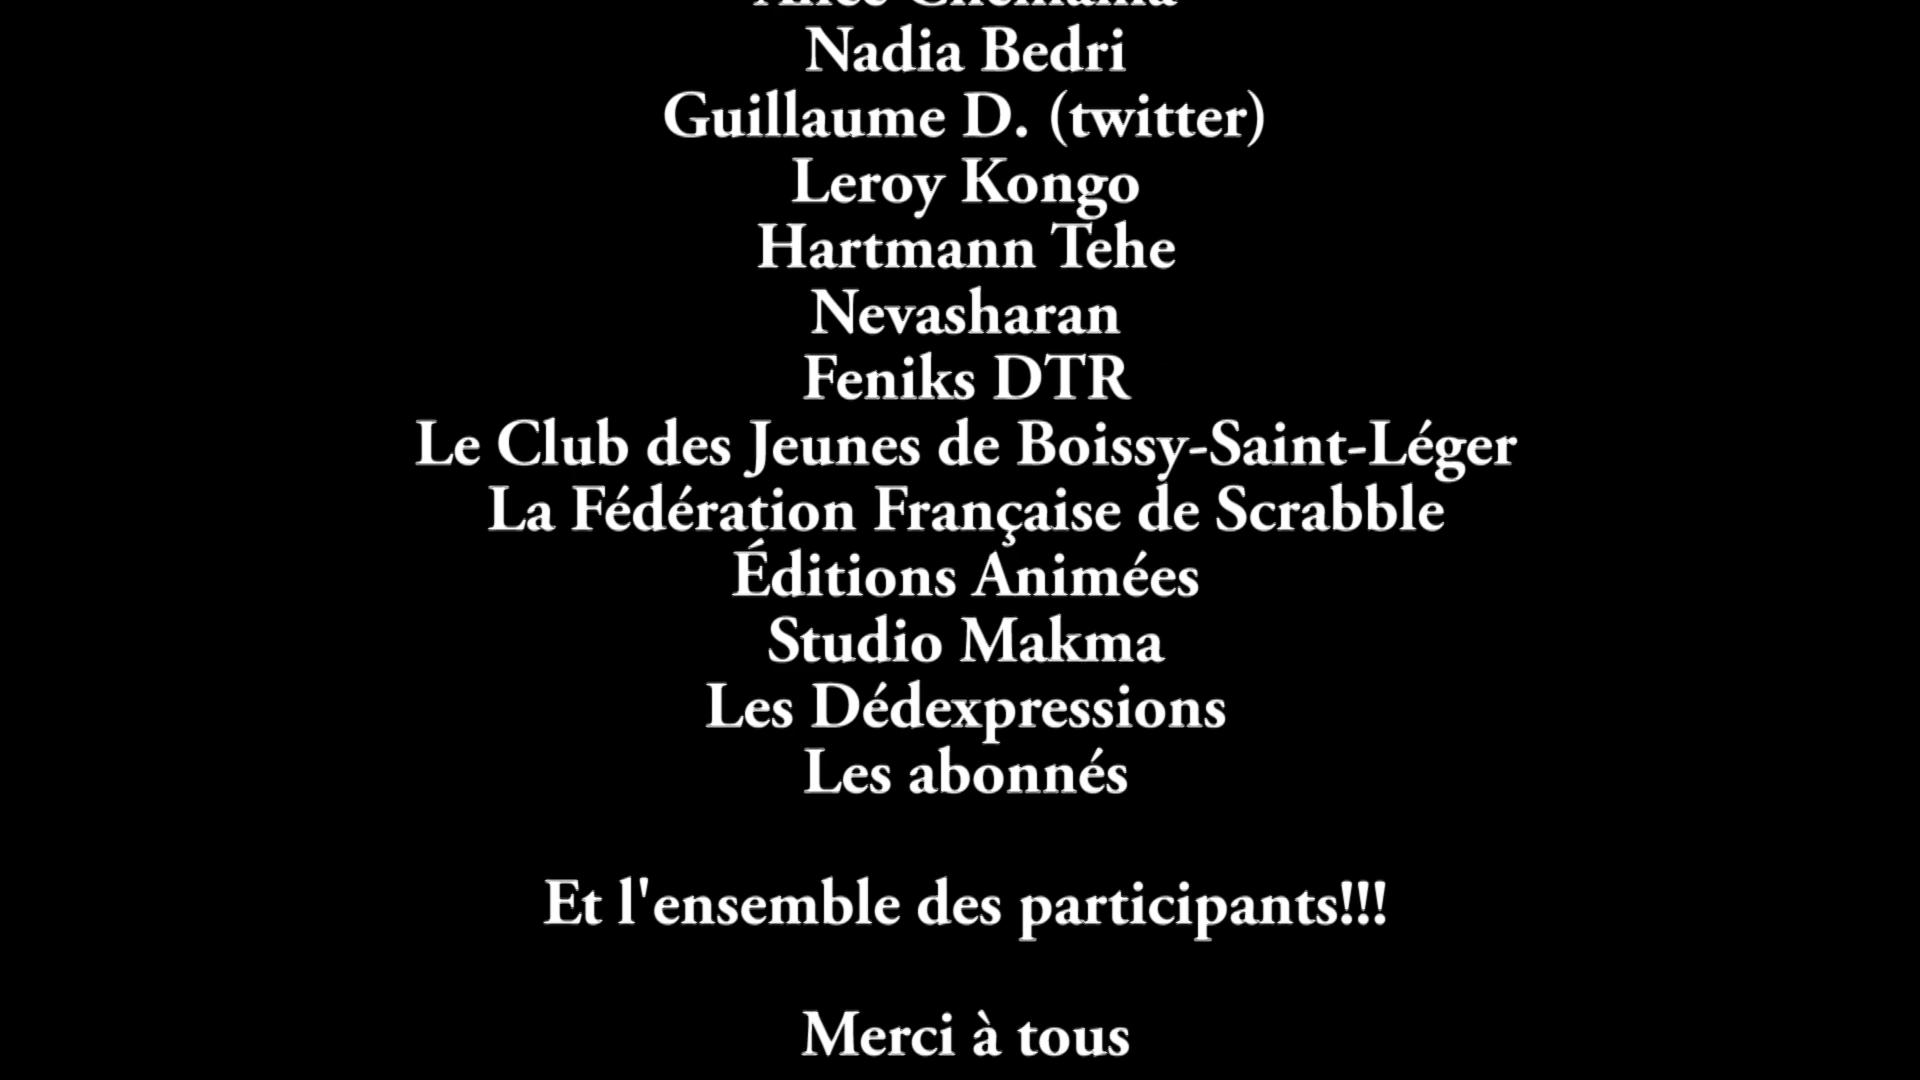 Nadia Bedri
Guillaume D. (twitter)
Leroy Kongo
Hartmann Tehe
Nevasharan
Feniks DTR
Le Club des Jeunes de Boissy-Saint-Léger
La Fédération Française de Scrabble
Éditions Animées
Studio Makma
Les Dédexpressions
Les abonnés
Et l'ensemble des participants!!!
Merci à tous